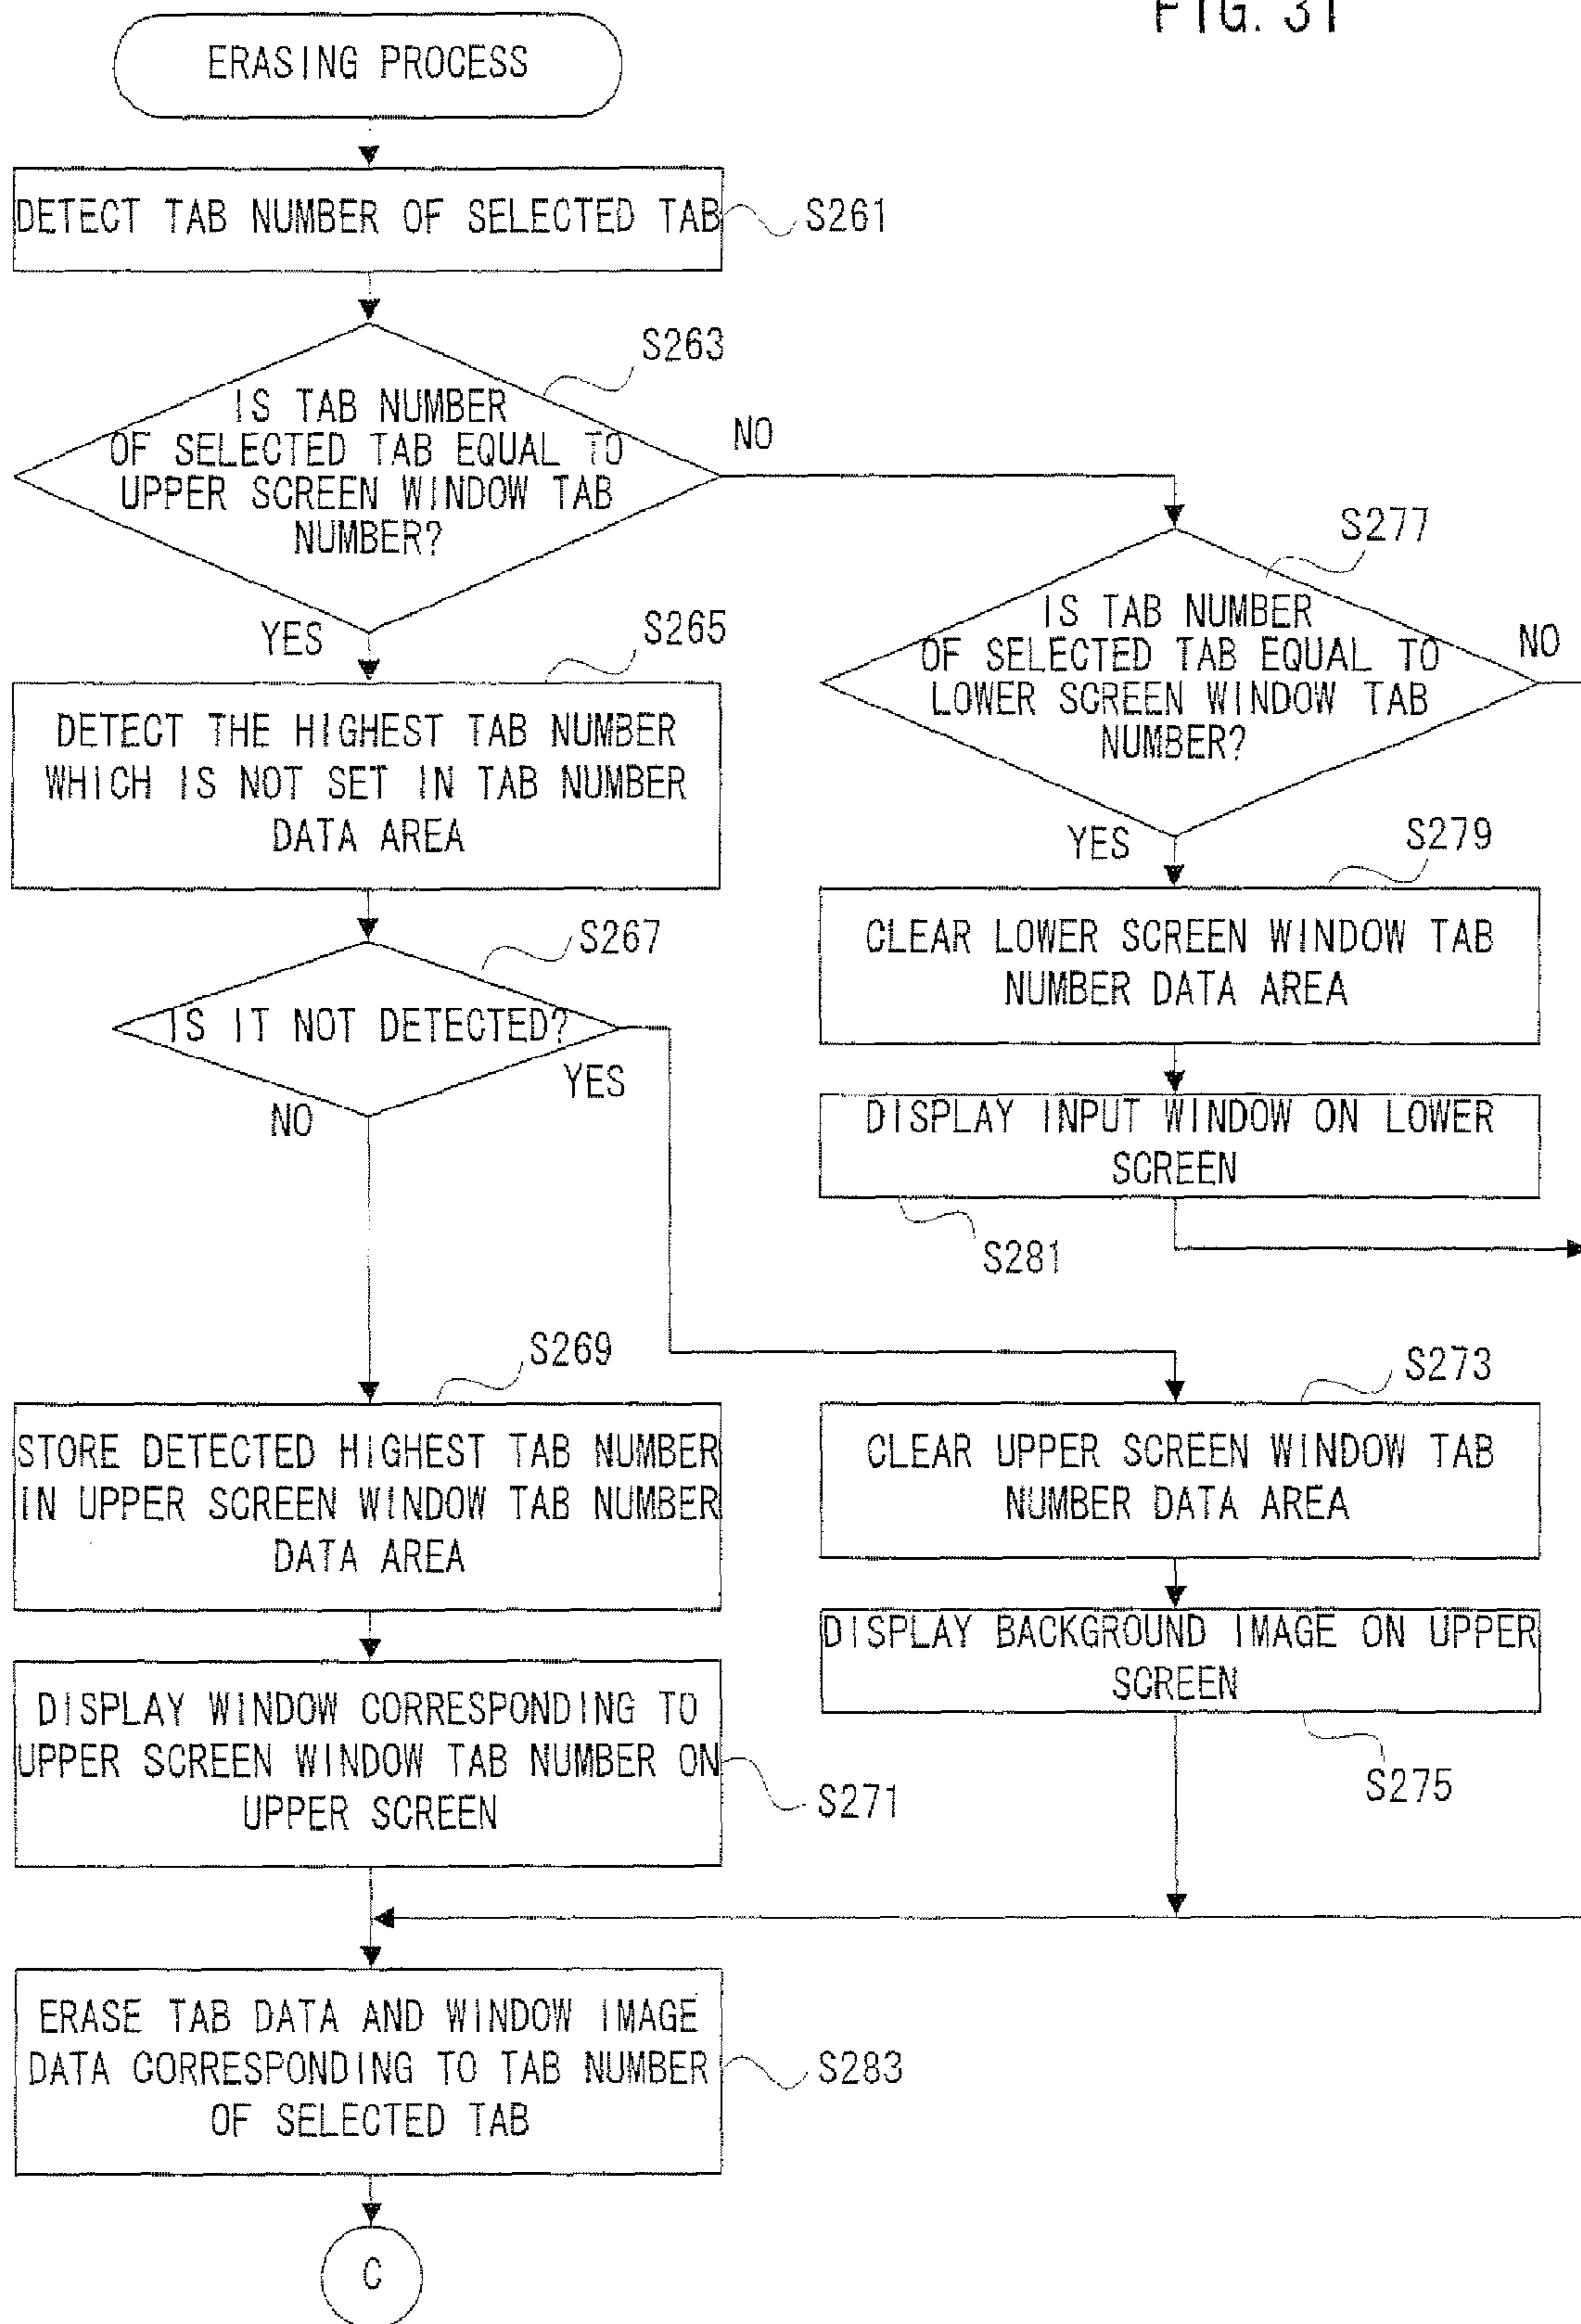 FIG. 31
ERASING PROCESS
DETECT TAB NUMBER OF SELECTED TAB
S261
S263
IS TAB NUMBER
OF SELECTED TAB EQUAL TO
UPPER SCREEN WINDOW TAB
NUMBER?
NO
YES
S277
IS TAB NUMBER
OF SELECTED TAB EQUAL TO
LOWER SCREEN WINDOW TAB
NUMBER?
NO
YES
S265
DETECT THE HIGHEST TAB NUMBER
WHICH IS NOT SET IN TAB NUMBER
DATA AREA
S279
CLEAR LOWER SCREEN WINDOW TAB
NUMBER DATA AREA
S267
IS IT NOT DETECTED?
YES
NO
DISPLAY INPUT WINDOW ON LOWER
SCREEN
S281
S269
STORE DETECTED HIGHEST TAB NUMBER
IN UPPER SCREEN WINDOW TAB NUMBER
DATA AREA
S273
CLEAR UPPER SCREEN WINDOW TAB
NUMBER DATA AREA
DISPLAY WINDOW CORRESPONDING TO
UPPER SCREEN WINDOW TAB NUMBER ON
UPPER SCREEN
S271
DISPLAY BACKGROUND IMAGE ON UPPER
SCREEN
S275
ERASE TAB DATA AND WINDOW IMAGE
DATA CORRESPONDING TO TAB NUMBER
OF SELECTED TAB
S283
C